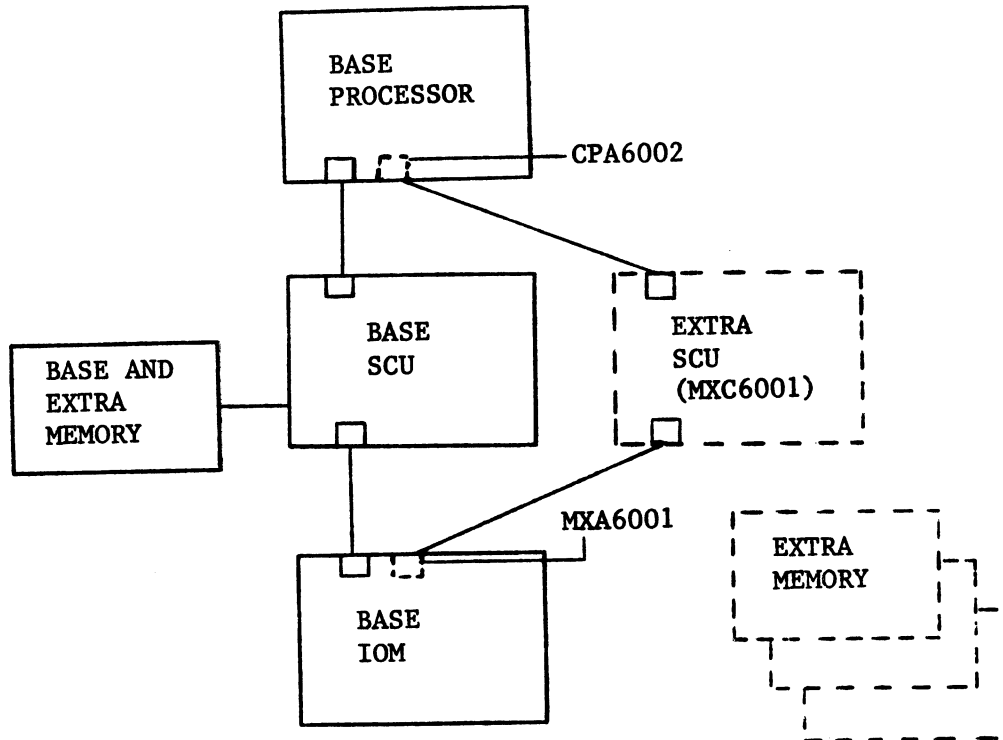 BASE
PROCESSOR
CPA6002
BASE
SCU
EXTRA
SCU
(MXC6001)
BASE AND
EXTRA
MEMORY
MXA6001
EXTRA
MEMORY
BASE
IOM